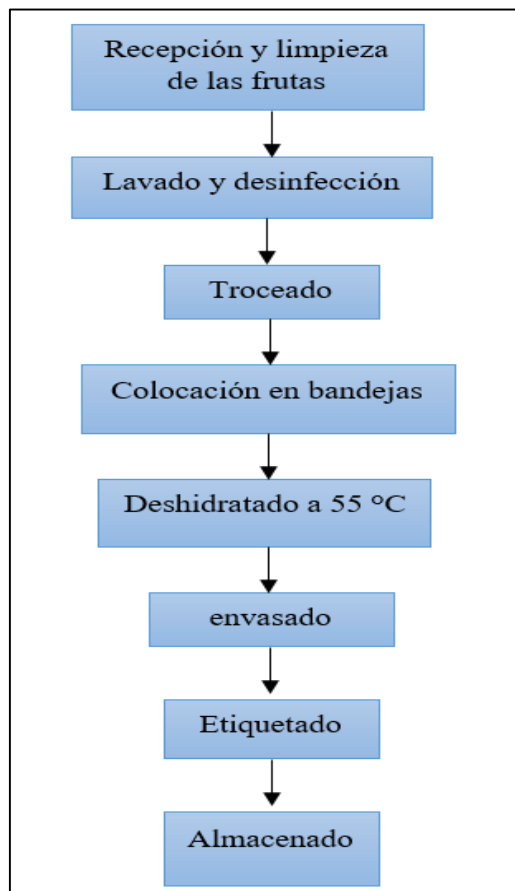 Recepción y limpieza
de las frutas
Lavado y desinfección
Troceado
Colocación en bandejas
Deshidratado a 55 °C
envasado
Etiquetado
Almacenado